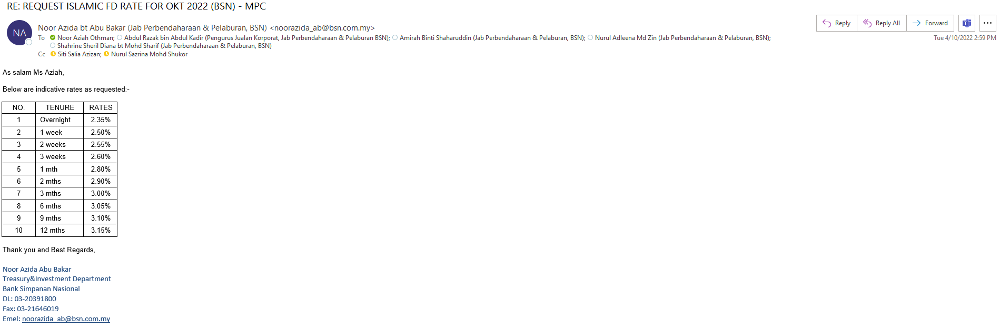 RE: REQUEST ISLAMIC FD RATE FOR OKT 2022 (BSN) - MPC
NA
Noor Azida bt Abu Bakar (Jab Perbendaharaan & Pelaburan, BSN) <noorazida_ab@bsn.com.my>
Reply
Reply All
Forward
To Noor Aziah Othman; Abdul Razak bin Abdul Kadir (Pengurus Jualan Korporat, Jab Perbendaharaan & Pelaburan BSN); Amirah Binti Shaharuddin (Jab Perbendaharaan & Pelaburan, BSN); Nurul Adleena Md Zin (Jab Perbendaharaan & Pelaburan, BSN);
Tue 4/10/2022 2:59 PM
Shahrine Sheril Diana bt Mohd Sharif (Jab Perbendaharaan & Pelaburan, BSN)
Cc Siti Salia Azizan; Nurul Sazrina Mohd Shukor
As salam Ms Aziah,
Below are indicative rates as requested:-
NO. TENURE RATES
1 Overnight 2.35%
2 1 week 2.50%
3 2 weeks 2.55%
4 3 weeks 2.60%
5 1 mth 2.80%
6 2 mths 2.90%
7 3 mths 3.00%
8 6 mths 3.05%
9 9 mths 3.10%
10 12 mths 3.15%
Thank you and Best Regards,
Noor Azida Abu Bakar
Treasury&Investment Department
Bank Simpanan Nasional
DL: 03-20391800
Fax: 03-21646019
Emel: noorazida_ab@bsn.com.my